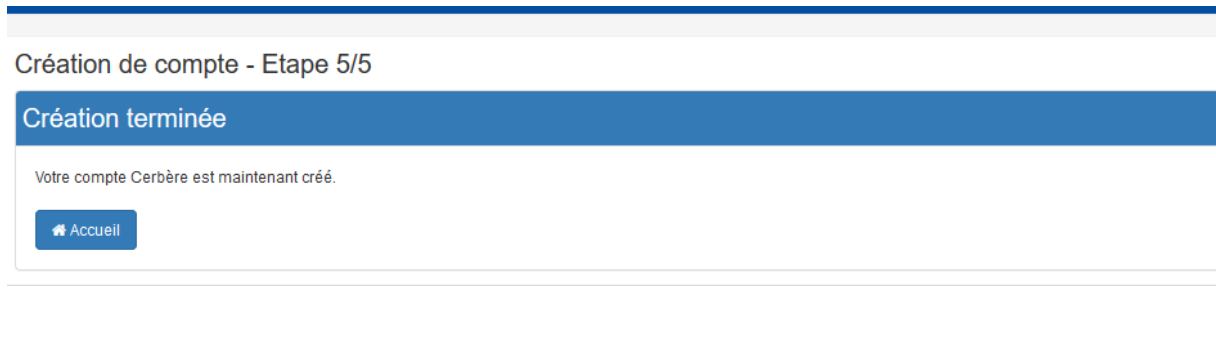 Création de compte - Etape 5/5
Création terminée
Votre compte Cerbère est maintenant créé.
Accueil